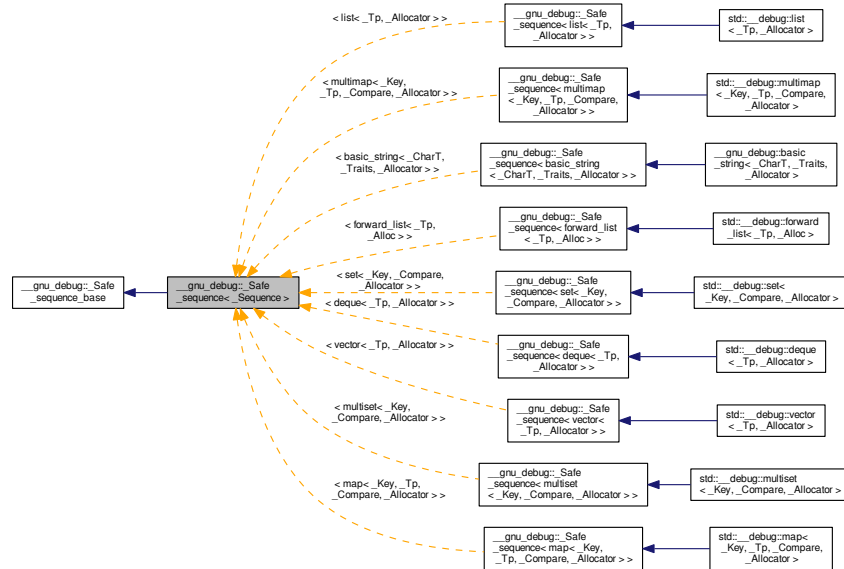 __gnu_debug::_Safe
_sequence_base
__gnu_debug::_Safe
_sequence< _Sequence >
< list< _Tp, _Allocator > >
__gnu_debug::_Safe
_sequence< list< _Tp,
_Allocator > >
std::__debug::list
< _Tp, _Allocator >
< multimap< _Key,
_Tp, _Compare, _Allocator > >
__gnu_debug::_Safe
_sequence< multimap
< _Key, _Tp, _Compare,
_Allocator > >
std::__debug::multimap
< _Key, _Tp, _Compare,
_Allocator >
< basic_string< _CharT,
_Traits, _Allocator > >
__gnu_debug::_Safe
_sequence< basic_string
< _CharT, _Traits, _Allocator > >
std::__debug::basic
_string< _CharT, _Traits,
_Allocator >
< forward_list< _Tp,
_Alloc > >
__gnu_debug::_Safe
_sequence< forward_list
< _Tp, _Alloc > >
std::__debug::forward
_list< _Tp, _Alloc >
< set< _Key, _Compare,
_Allocator > >
__gnu_debug::_Safe
_sequence< set< _Key,
_Compare, _Allocator > >
std::__debug::set<
_Key, _Compare, _Allocator >
< deque< _Tp, _Allocator > >
__gnu_debug::_Safe
_sequence< deque< _Tp,
_Allocator > >
std::__debug::deque
< _Tp, _Allocator >
< vector< _Tp, _Allocator > >
__gnu_debug::_Safe
_sequence< vector<
_Tp, _Allocator > >
std::__debug::vector
< _Tp, _Allocator >
< multiset< _Key,
_Compare, _Allocator > >
__gnu_debug::_Safe
_sequence< multiset
< _Key, _Compare, _Allocator > >
std::__debug::multiset
< _Key, _Compare, _Allocator >
< map< _Key, _Tp,
_Compare, _Allocator > >
__gnu_debug::_Safe
_sequence< map< _Key,
_Tp, _Compare, _Allocator > >
std::__debug::map<
_Key, _Tp, _Compare,
_Allocator >